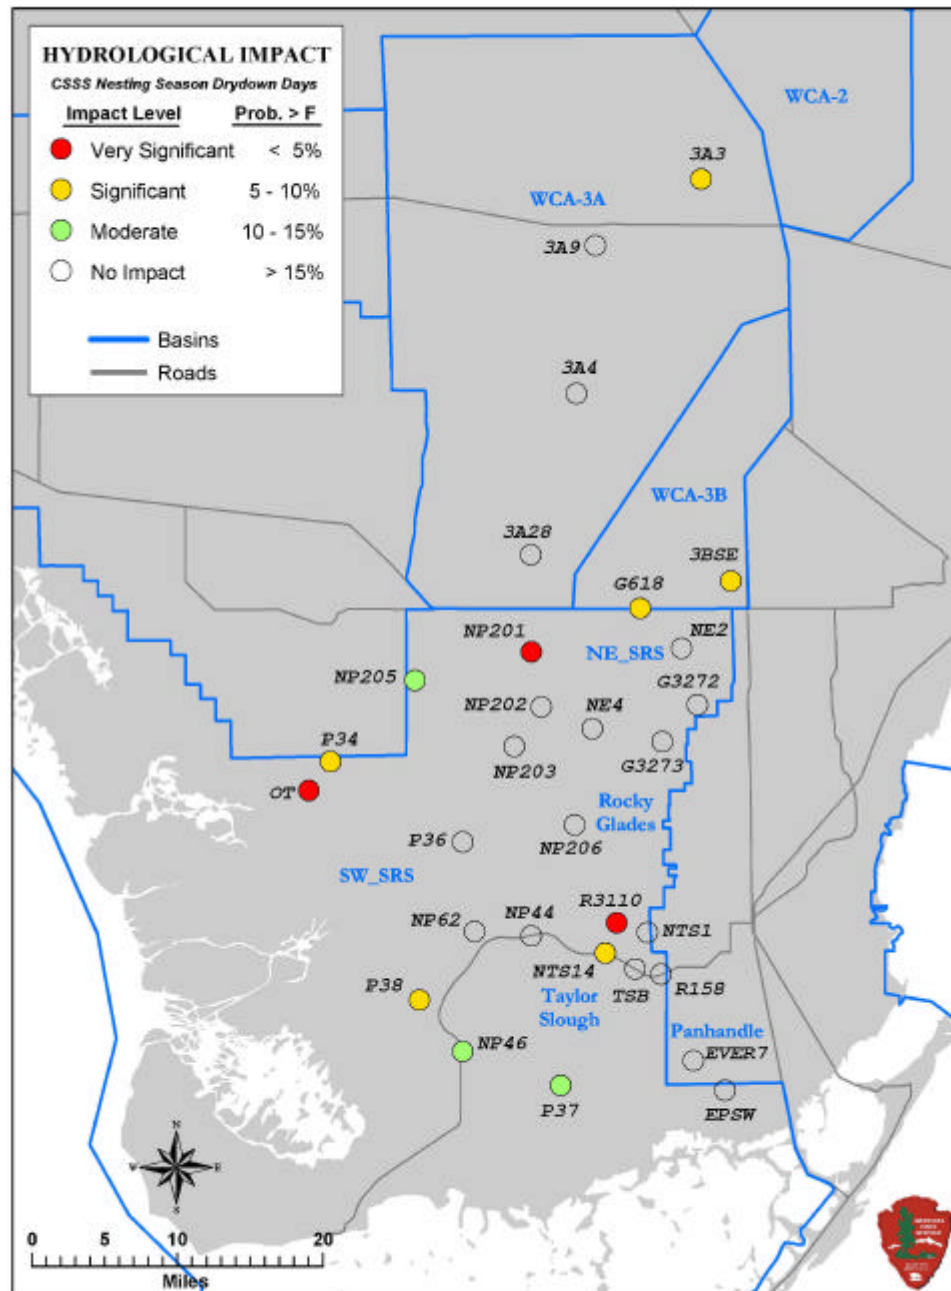 HYDROLOGICAL IMPACT
CSSS Nesting Season Drydown Days
Impact Level Prob. > F
Very Significant < 5%
Significant 5 - 10%
Moderate 10 - 15%
No Impact > 15%
Basins
Roads
WCA-2
3A3
WCA-3A
3A9
3A4
WCA-3B
3A28
3BSE
G618
NP201
NE2
NE_SRS
NP205
G3272
NP202
NE4
P34
NP203
G3273
OT
Rocky
Glades
P36
NP206
SW_SRS
R3110
NP62
NP44
NTS1
NTS14
TSB
R158
P38
Taylor
Slough
Panhandle
NP46
EVER7
P37
EPSW
N
W
E
S
0 10 20
Miles